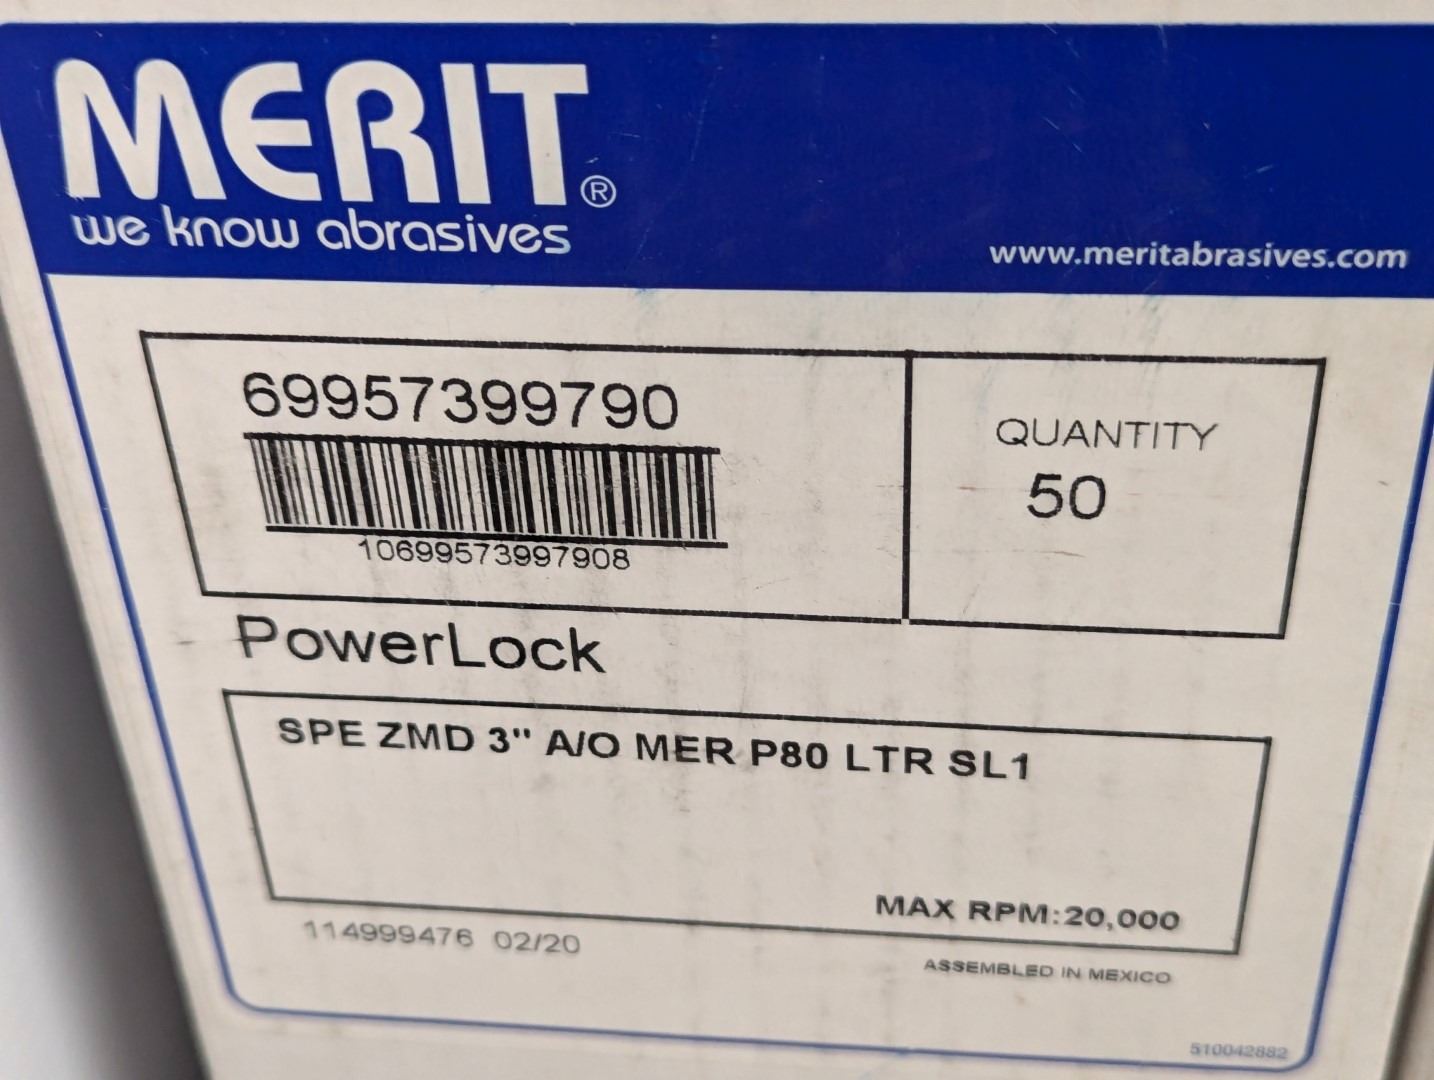 MERIT®
we know abrasives
www.meritabrasives.com
69957399790
QUANTITY
50
10699573997908
PowerLock
SPE ZMD 3" A/O MER P80 LTR SL1
MAX RPM:20,000
114999476 02/20
ASSEMBLED IN MEXICO
510042882